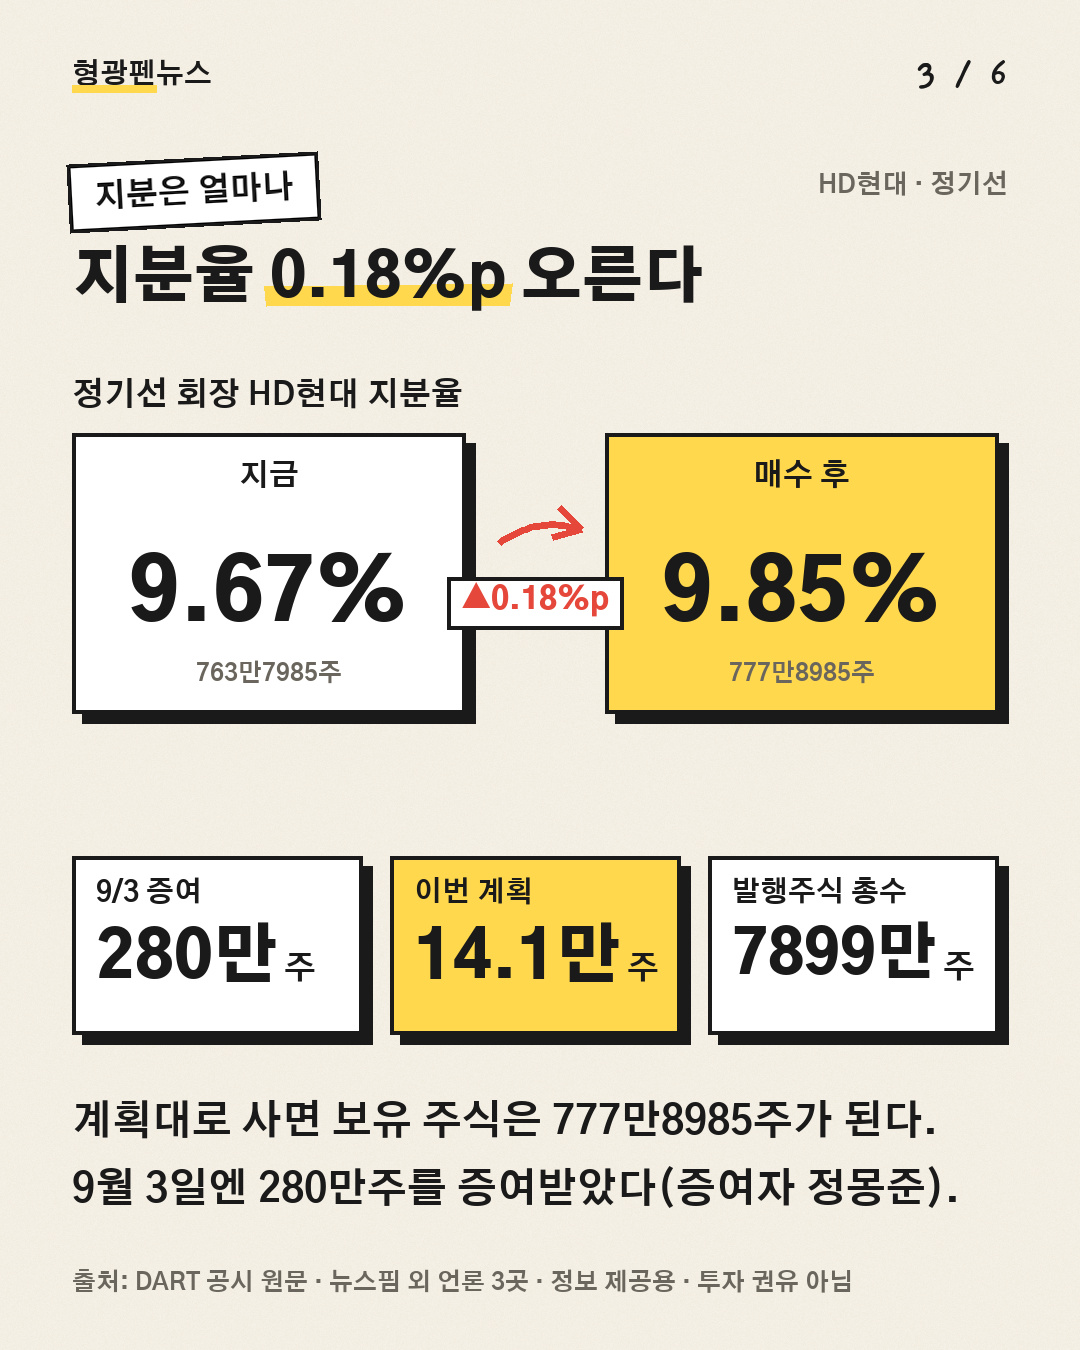 형광펜뉴스
3 / 6
지분은 얼마나
HD현대 · 정기선
지분율 0.18%p 오른다
정기선 회장 HD현대 지분율
지금
9.67%
763만7985주
▲0.18%p
매수 후
9.85%
777만8985주
9/3 증여
280만 주
이번 계획
14.1만 주
발행주식 총수
7899만 주
계획대로 사면 보유 주식은 777만8985주가 된다.
9월 3일엔 280만주를 증여받았다(증여자 정몽준).
출처: DART 공시 원문 · 뉴스핌 외 언론 3곳 · 정보 제공용 · 투자 권유 아님